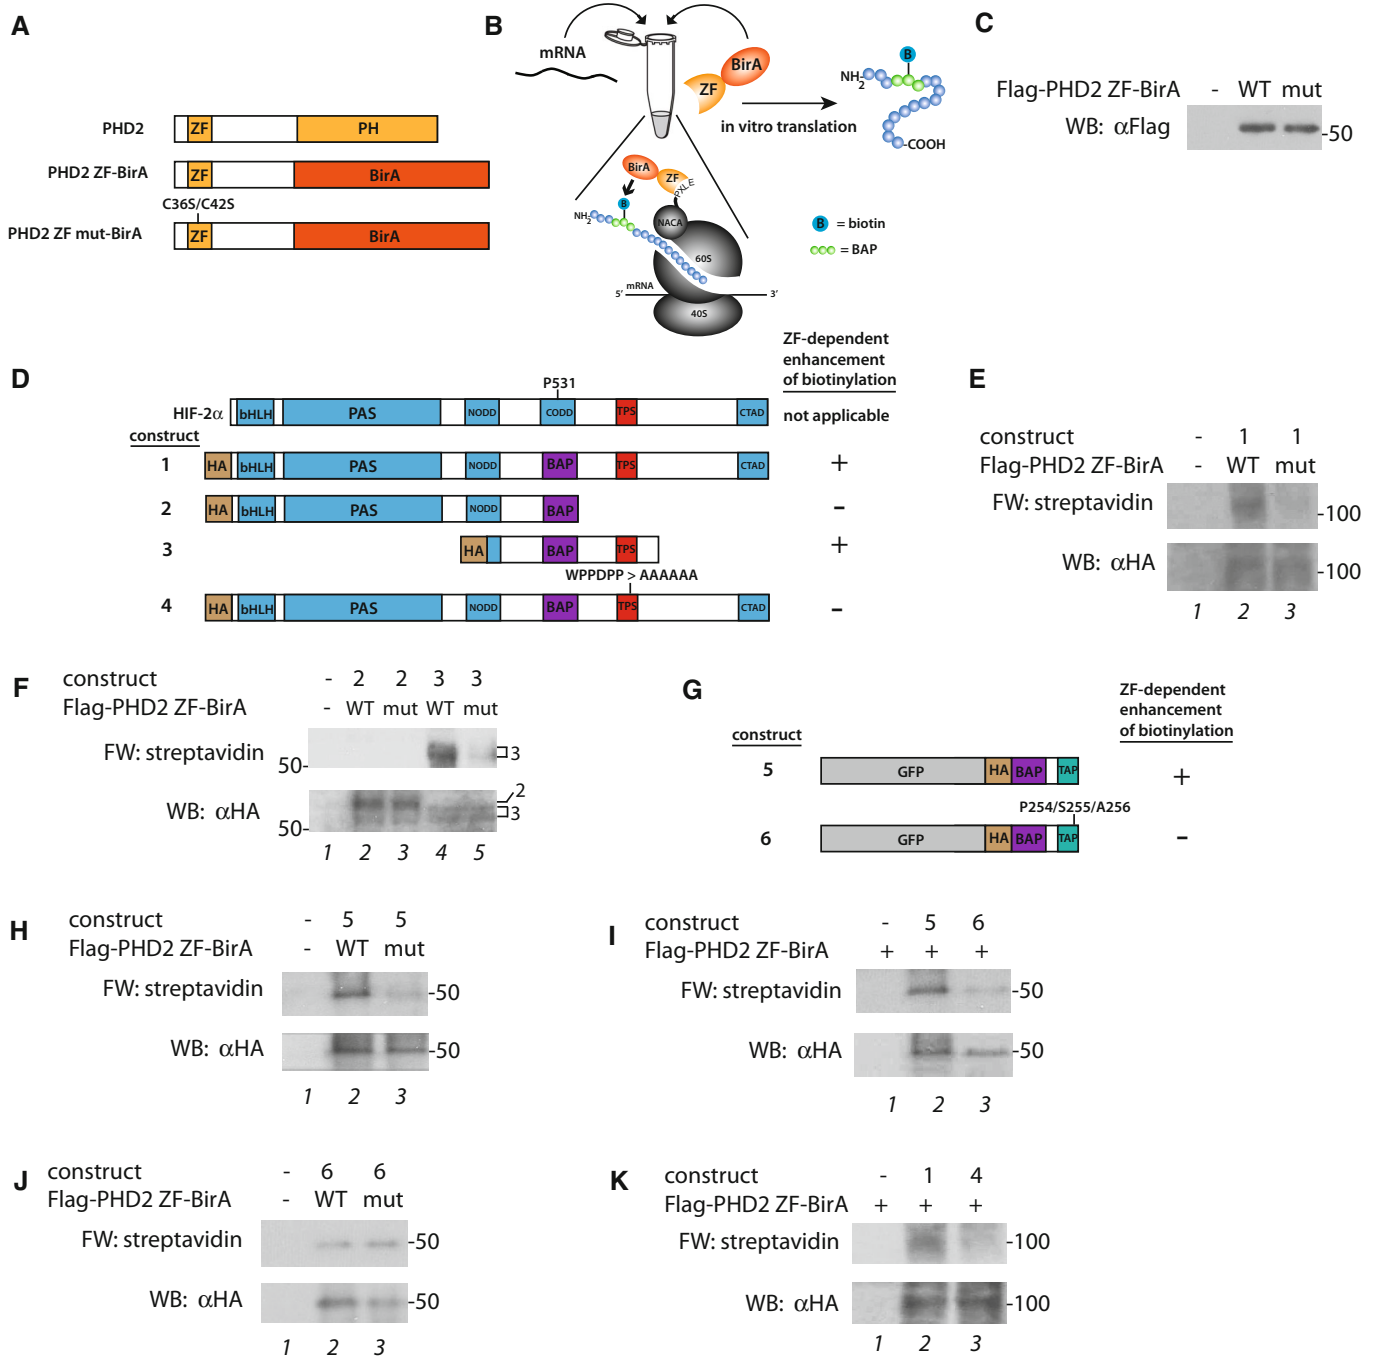 A
PHD2
ZF
PH
PHD2 ZF-BirA
ZF
BirA
C36S/C42S
PHD2 ZF mut-BirA
ZF
BirA
B
mRNA
BirA
ZF
in vitro translation
B
NH2
-COOH
BirA
ZF
PXLE
B
NH2
NACA
60S
mRNA
5' 3'
40S
B = biotin
= BAP
C
Flag-PHD2 ZF-BirA - WT mut
WB: αFlag
-50
D
ZF-dependent
enhancement
of biotinylation
P531
HIF-2α
bHLH PAS NODD CODD TPS CTAD
not applicable
construct
1
HA bHLH PAS NODD BAP TPS CTAD
+
2
HA bHLH PAS NODD BAP
-
3
HA BAP TPS
+
WPPDPP > AAAAAA
4
HA bHLH PAS NODD BAP TPS CTAD
-
E
construct - 1 1
Flag-PHD2 ZF-BirA - WT mut
FW: streptavidin
-100
WB: αHA
-100
1 2 3
F
construct - 2 2 3 3
Flag-PHD2 ZF-BirA - WT mut WT mut
FW: streptavidin
50-
3
WB: αHA
50-
2
3
1 2 3 4 5
G
ZF-dependent
enhancement
of biotinylation
construct
5
GFP HA BAP TAP
+
P254/S255/A256
6
GFP HA BAP TAP
-
H
construct - 5 5
Flag-PHD2 ZF-BirA - WT mut
FW: streptavidin
-50
WB: αHA
-50
1 2 3
I
construct - 5 6
Flag-PHD2 ZF-BirA + + +
FW: streptavidin
-50
WB: αHA
-50
1 2 3
J
construct - 6 6
Flag-PHD2 ZF-BirA - WT mut
FW: streptavidin
-50
WB: αHA
-50
1 2 3
K
construct - 1 4
Flag-PHD2 ZF-BirA + + +
FW: streptavidin
-100
WB: αHA
-100
1 2 3